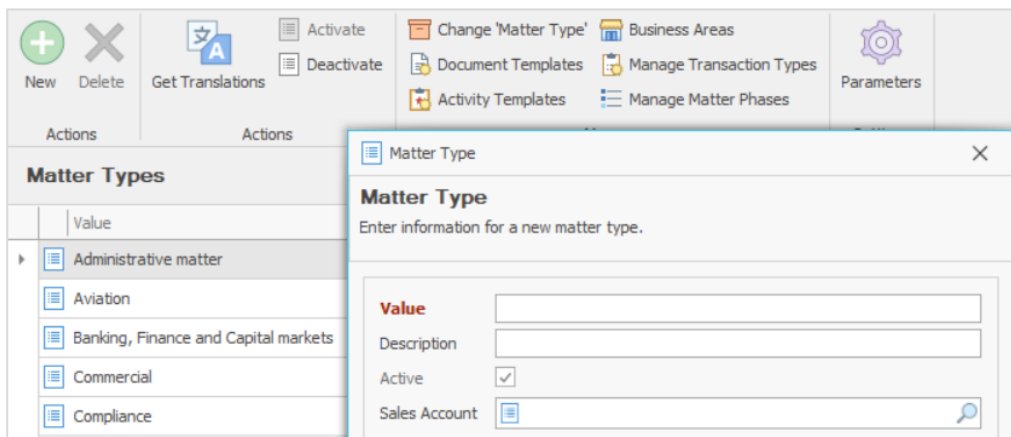 New
Delete
Get Translations
Activate
Deactivate
Change 'Matter Type'
Document Templates
Activity Templates
Business Areas
Manage Transaction Types
Manage Matter Phases
Parameters
Actions
Actions
Matter Types
Value
Administrative matter
Aviation
Banking, Finance and Capital markets
Commercial
Compliance
Matter Type
Matter Type
Enter information for a new matter type.
Value
Description
Active
Sales Account